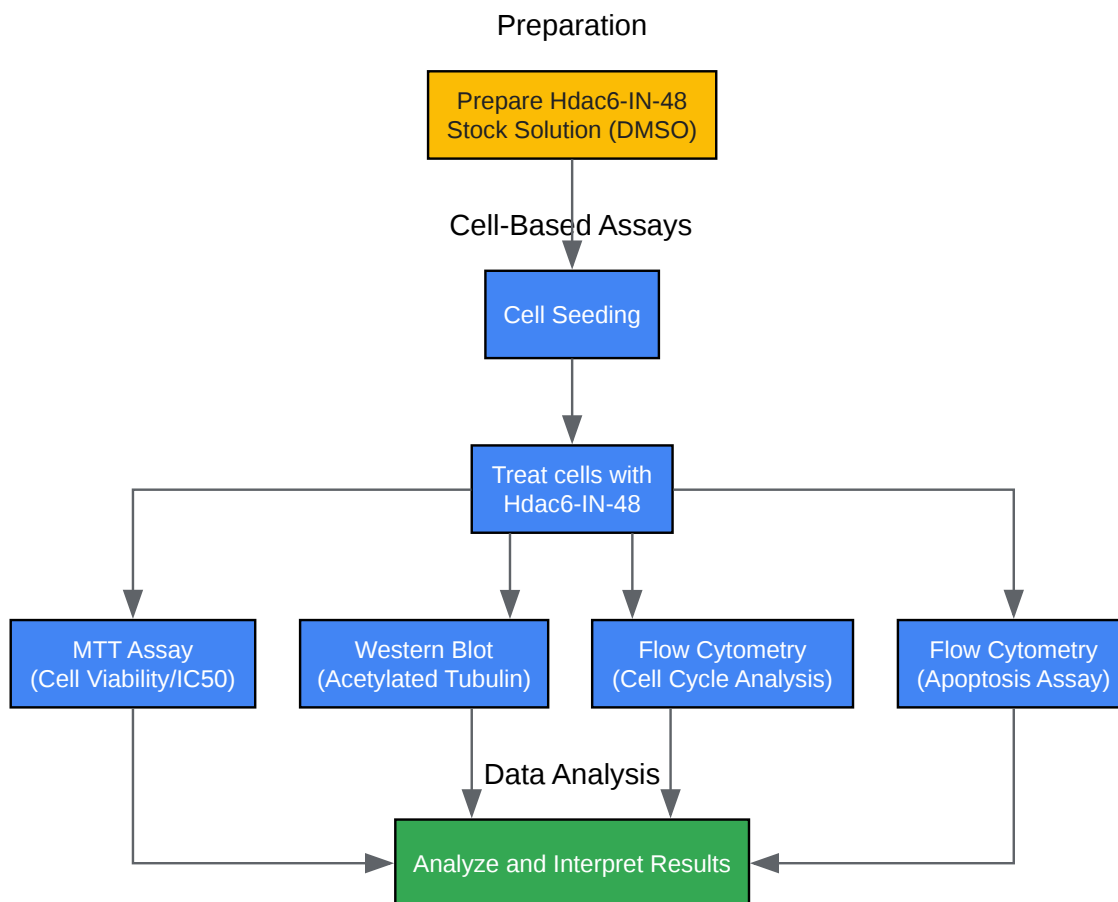 Preparation
Prepare Hdac6-IN-48
Stock Solution (DMSO)
Cell-Based Assays
Cell Seeding
Treat cells with
Hdac6-IN-48
MTT Assay
(Cell Viability/IC50)
Western Blot
(Acetylated Tubulin)
Flow Cytometry
(Cell Cycle Analysis)
Flow Cytometry
(Apoptosis Assay)
Data Analysis
Analyze and Interpret Results